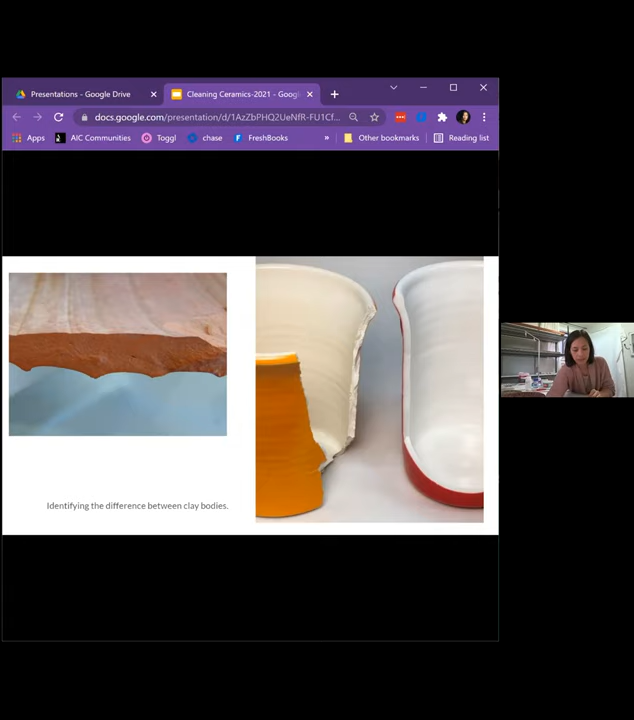 Presentations - Google Drive
Cleaning Ceramics-2021 - Googl
docs.google.com/presentation/d/1AzZbPHQ2UeNfR-FU1Cf...
Apps
AIC Communities
Toggl
chase
FreshBooks
»
Other bookmarks
Reading list
Identifying the difference between clay bodies.